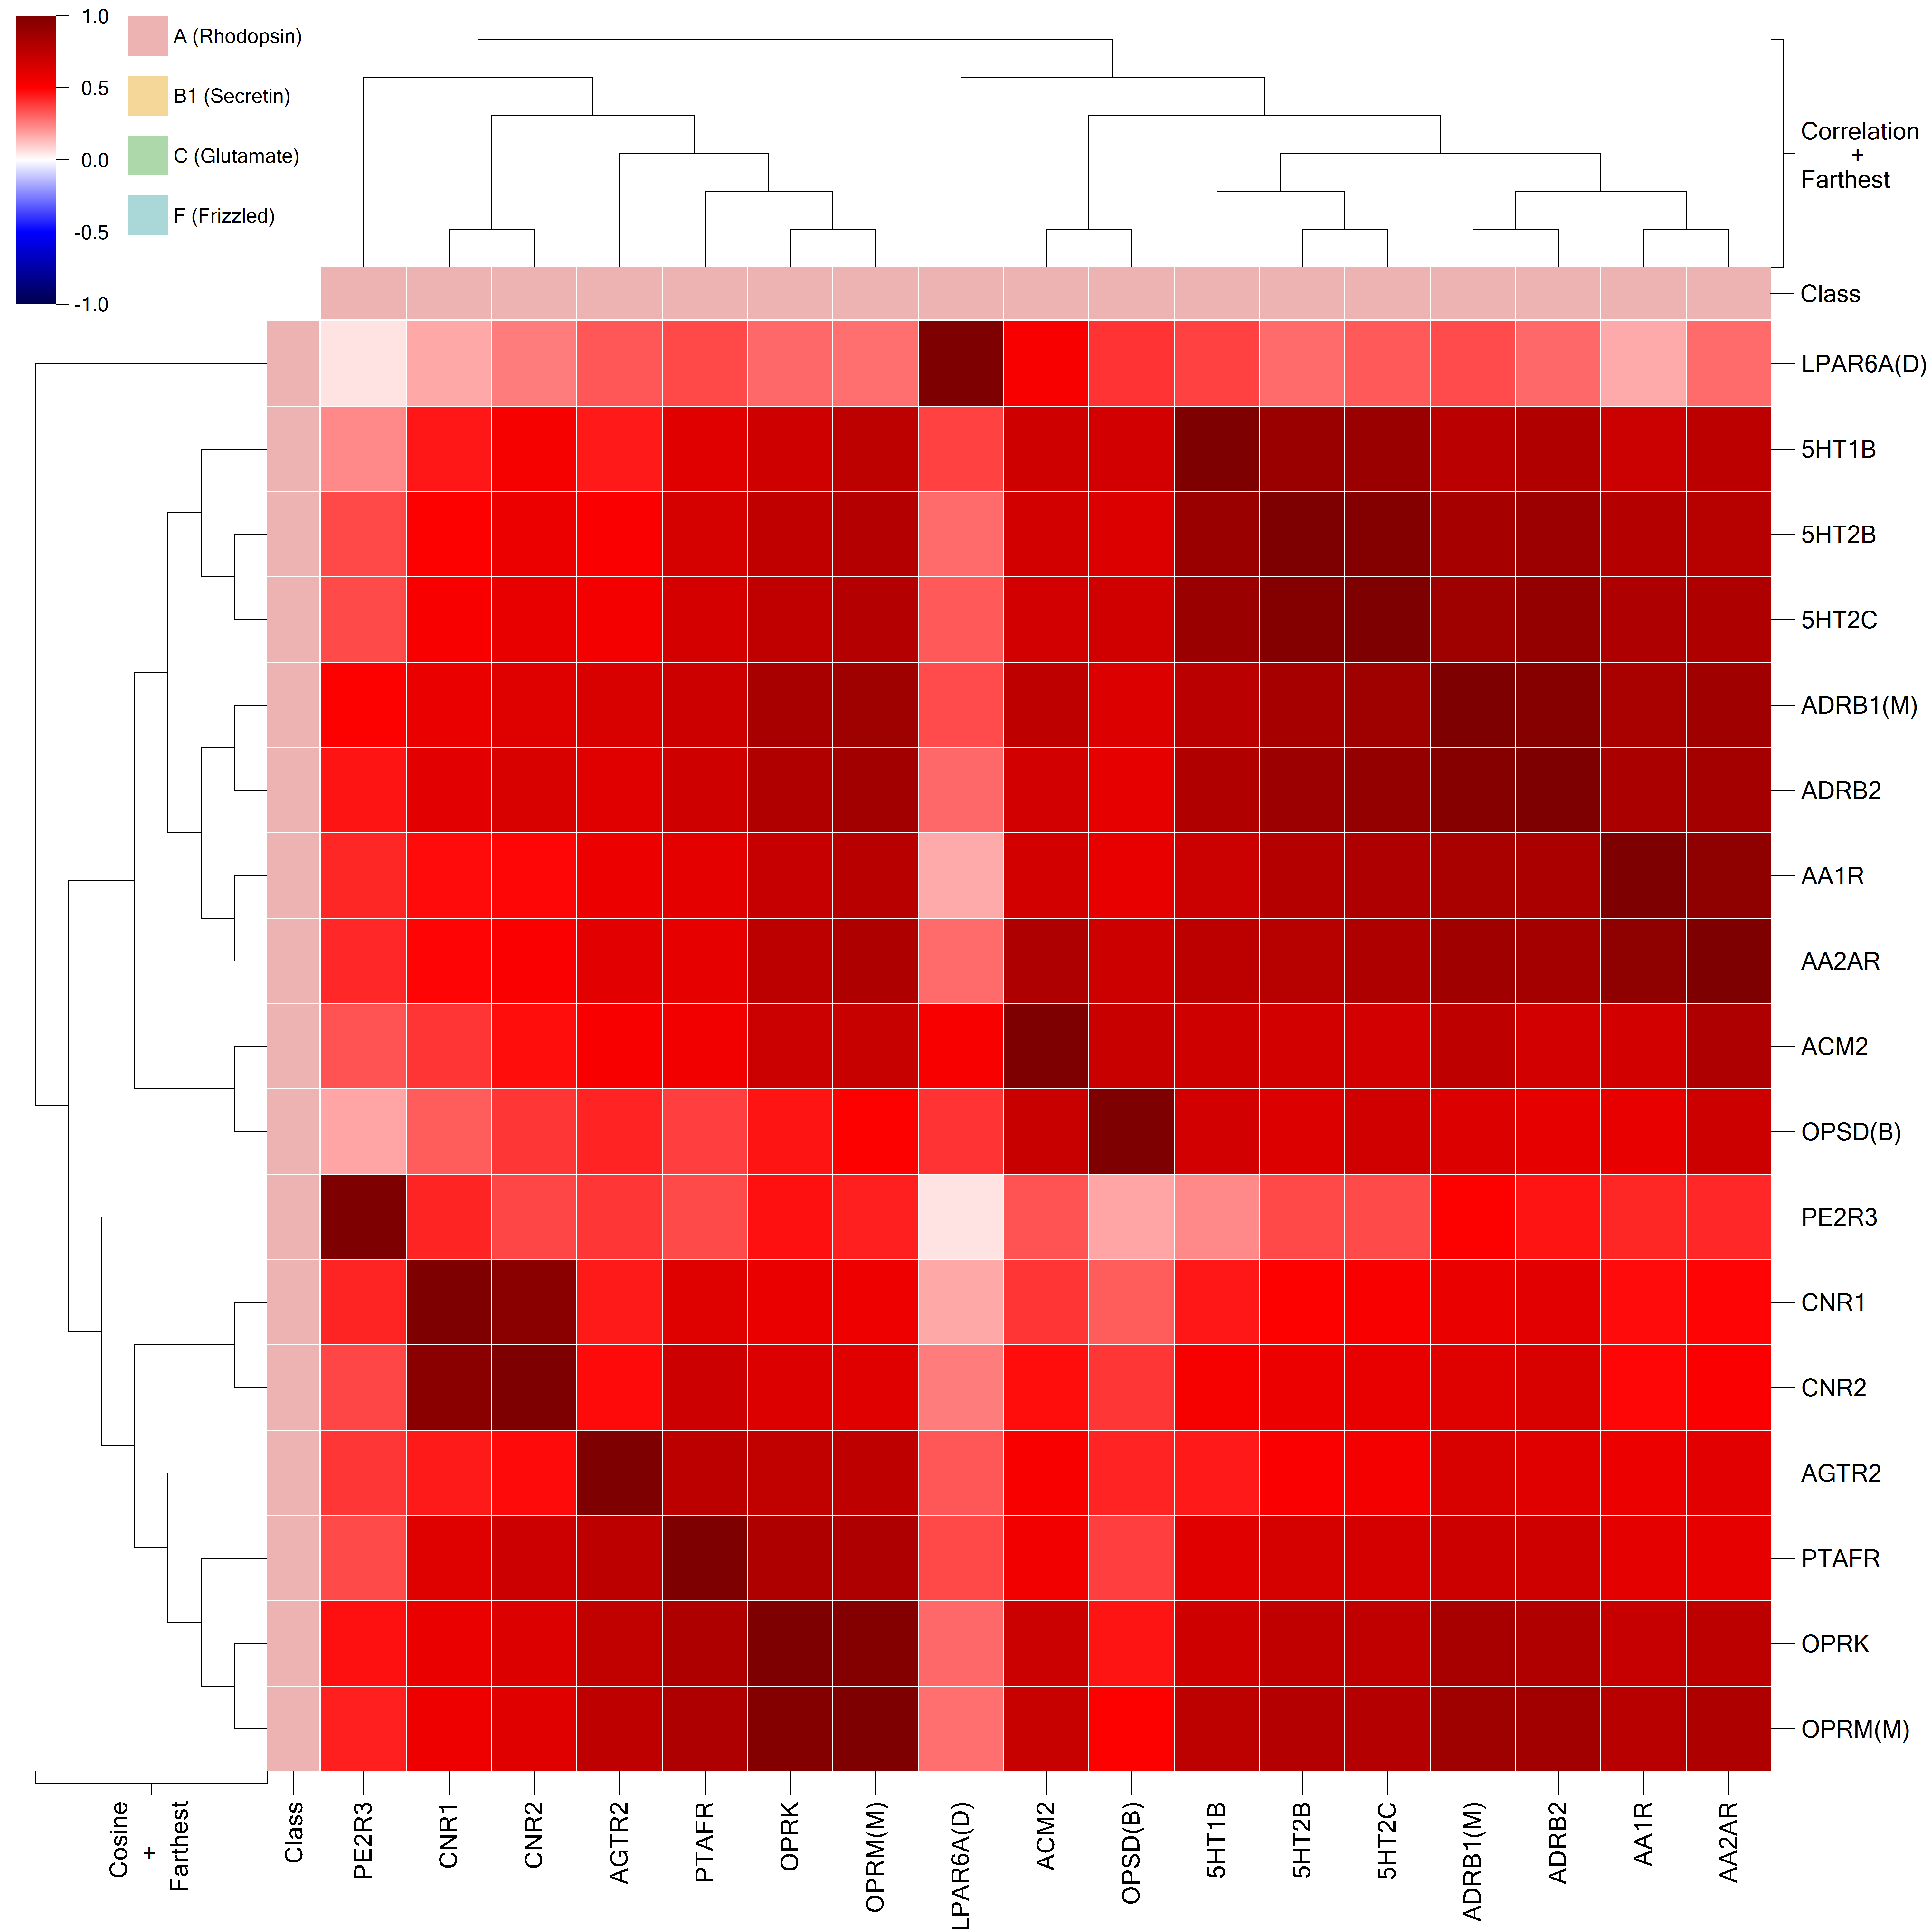 1.0
0.5
0.0
-0.5
-1.0
A (Rhodopsin)
B1 (Secretin)
C (Glutamate)
F (Frizzled)
Correlation
+
Farthest
Class
LPAR6A(D)
5HT1B
5HT2B
5HT2C
ADRB1(M)
ADRB2
AA1R
AA2AR
ACM2
OPSD(B)
PE2R3
CNR1
CNR2
AGTR2
PTAFR
OPRK
OPRM(M)
Cosine
+
Farthest
Class
PE2R3
CNR1
CNR2
AGTR2
PTAFR
OPRK
OPRM(M)
LPAR6A(D)
ACM2
OPSD(B)
5HT1B
5HT2B
5HT2C
ADRB1(M)
ADRB2
AA1R
AA2AR